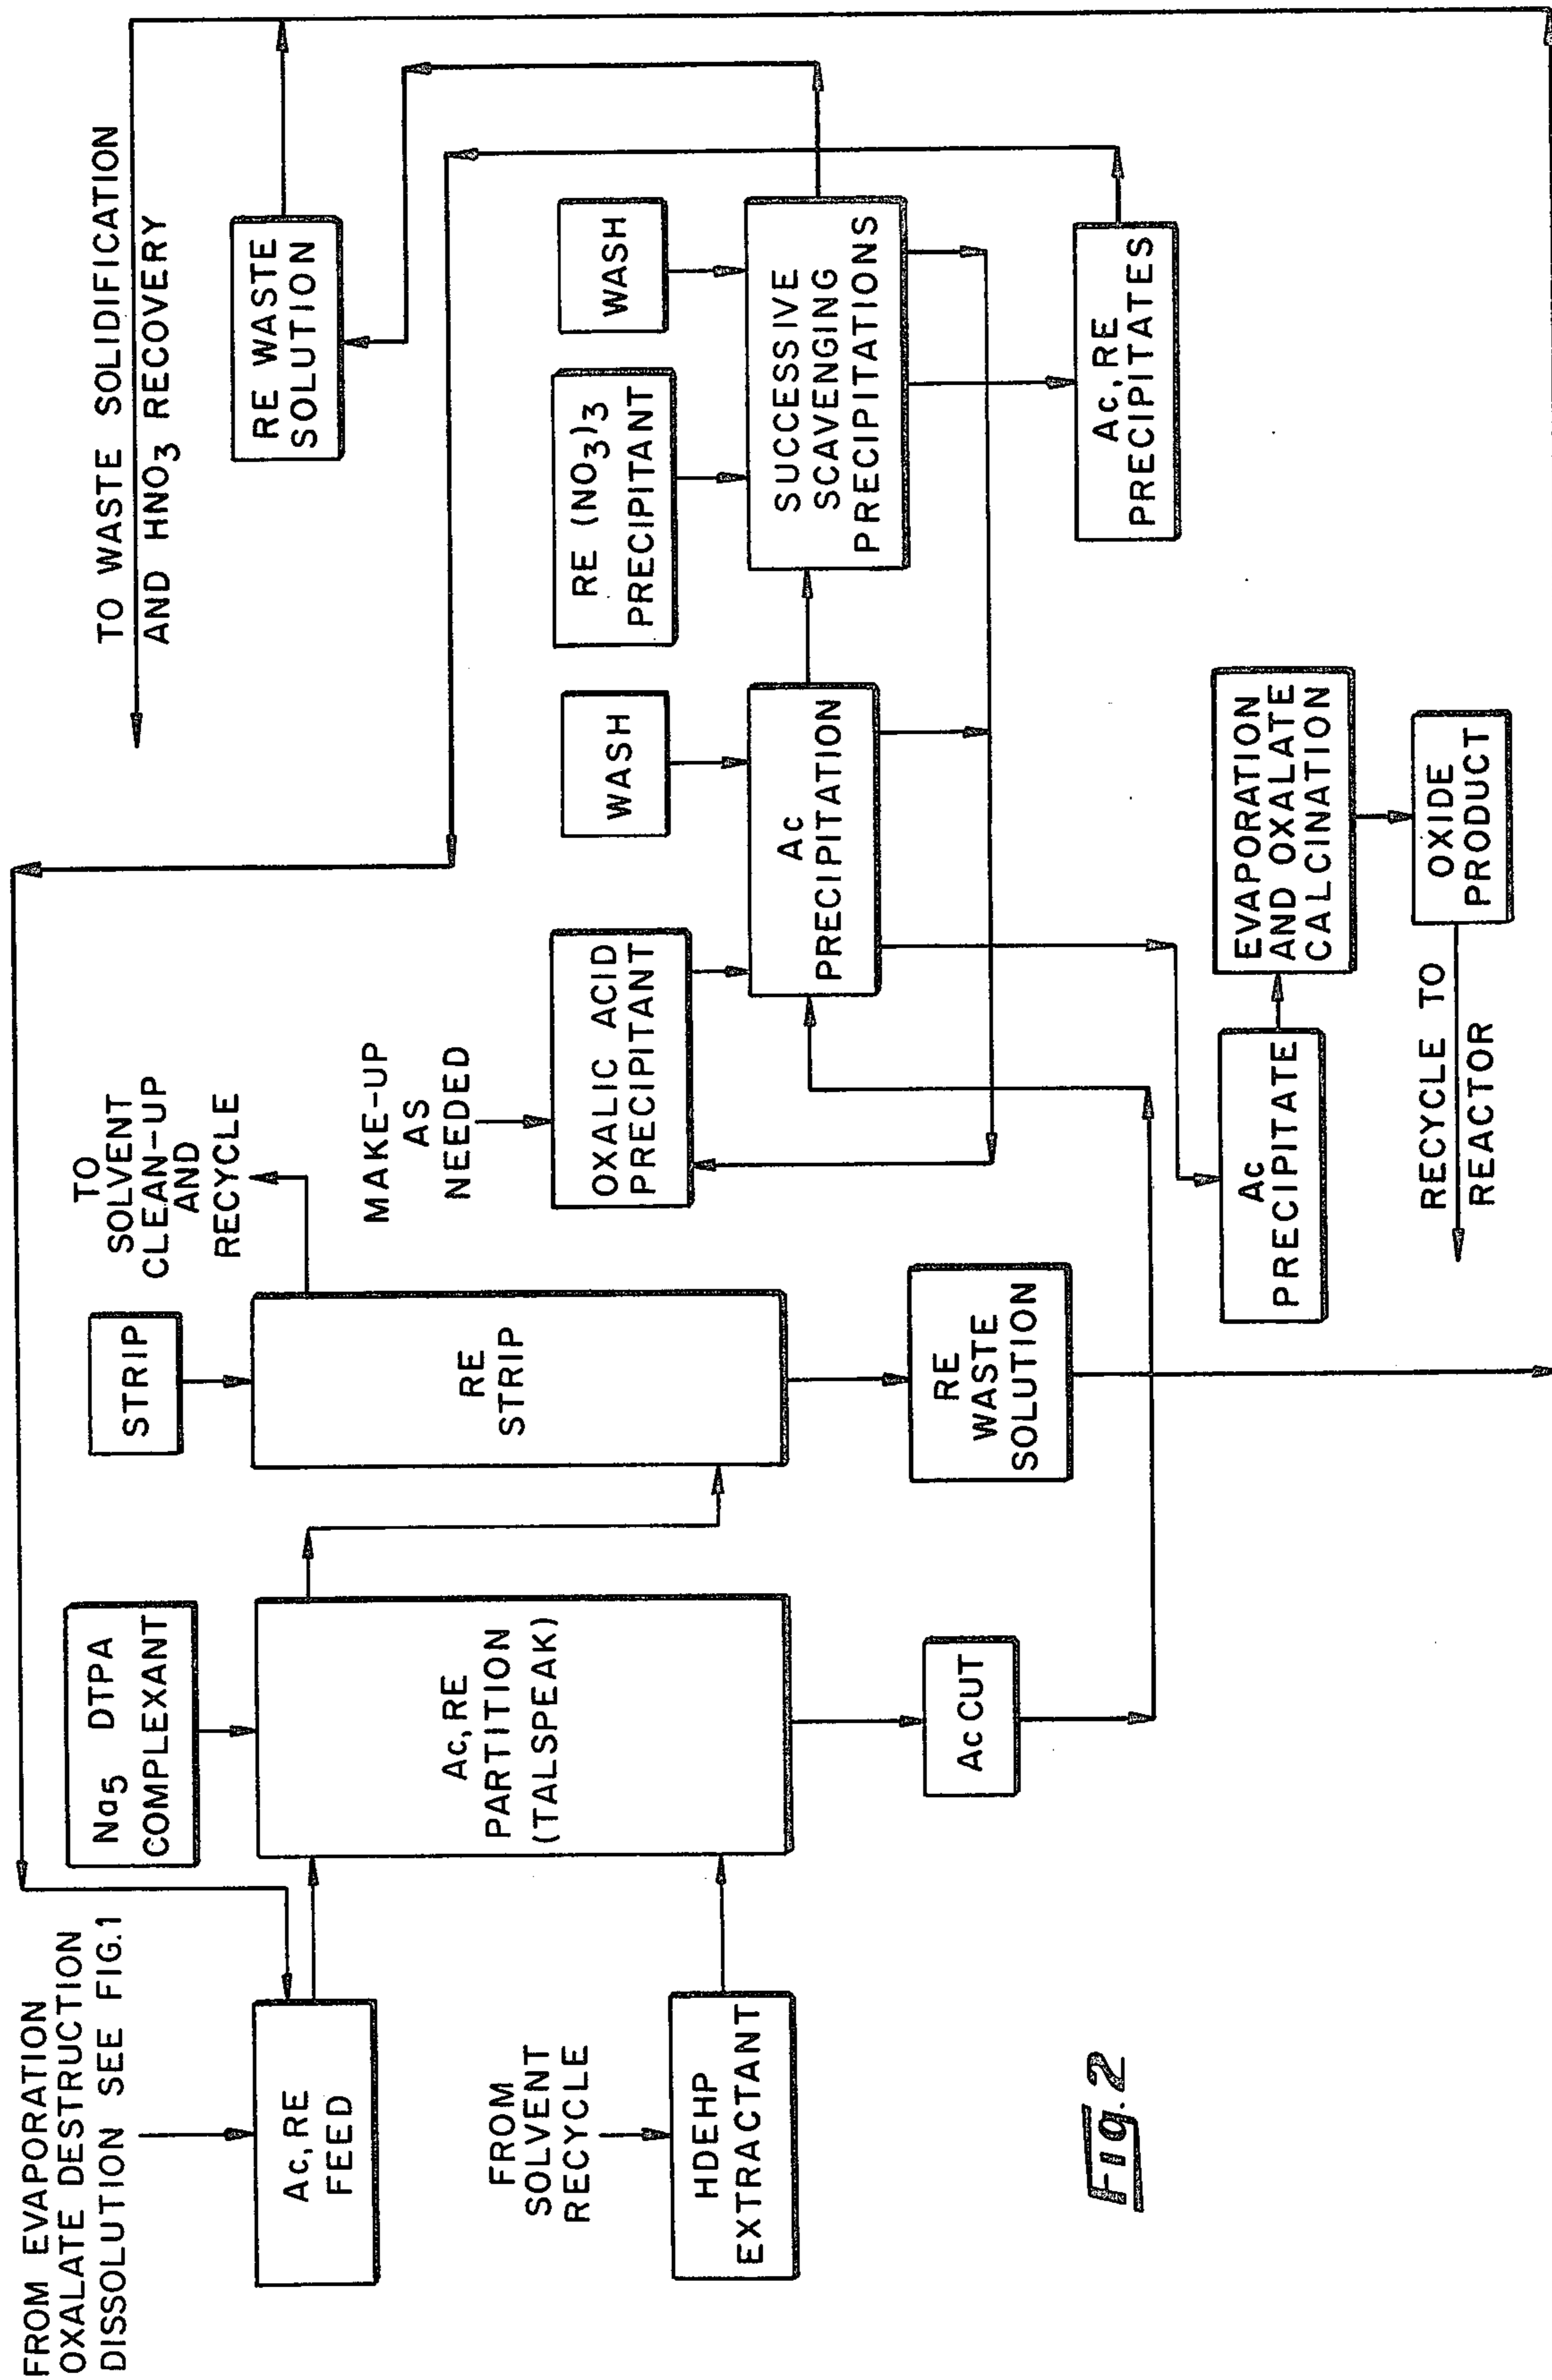 FROM EVAPORATION
OXALATE DESTRUCTION
DISSOLUTION SEE FIG.1
Ac, RE
FEED
FROM
SOLVENT
RECYCLE
HDEHP
EXTRACTANT
Na5 DTPA
COMPLEXANT
Ac, RE
PARTITION
(TALSPEAK)
Ac CUT
STRIP
RE
STRIP
RE
WASTE
SOLUTION
TO
SOLVENT
CLEAN-UP
AND
RECYCLE
MAKE-UP
AS
NEEDED
OXALIC ACID
PRECIPITANT
WASH
Ac
PRECIPITATION
Ac
PRECIPITATE
EVAPORATION
AND OXALATE
CALCINATION
OXIDE
PRODUCT
RECYCLE TO
REACTOR
RE (NO3)3
PRECIPITANT
WASH
SUCCESSIVE
SCAVENGING
PRECIPITATIONS
Ac, RE
PRECIPITATES
RE WASTE
SOLUTION
TO WASTE SOLIDIFICATION
AND HNO3 RECOVERY
Fig. 2